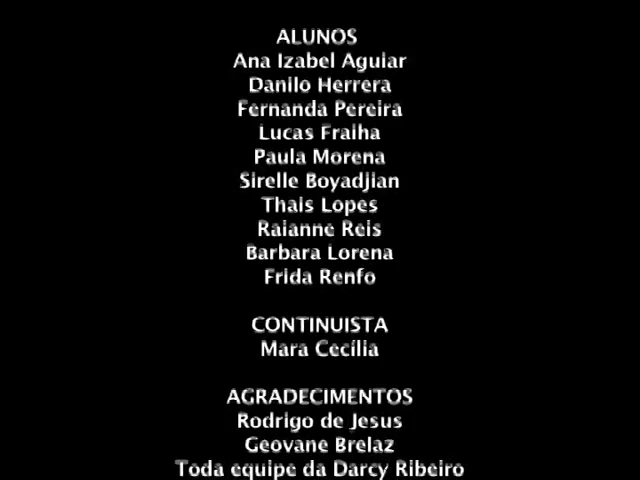 ALUNOS
Ana Izabel Aguiar
Danilo Herrera
Fernanda Pereira
Lucas Fraiha
Paula Morena
Sirelle Boyadjian
Thais Lopes
Raianne Reis
Barbara Lorena
Frida Renfo
CONTINUISTA
Mara Cecília
AGRADECIMENTOS
Rodrigo de Jesus
Geovane Brelaz
Toda equipe da Darcy Ribeiro